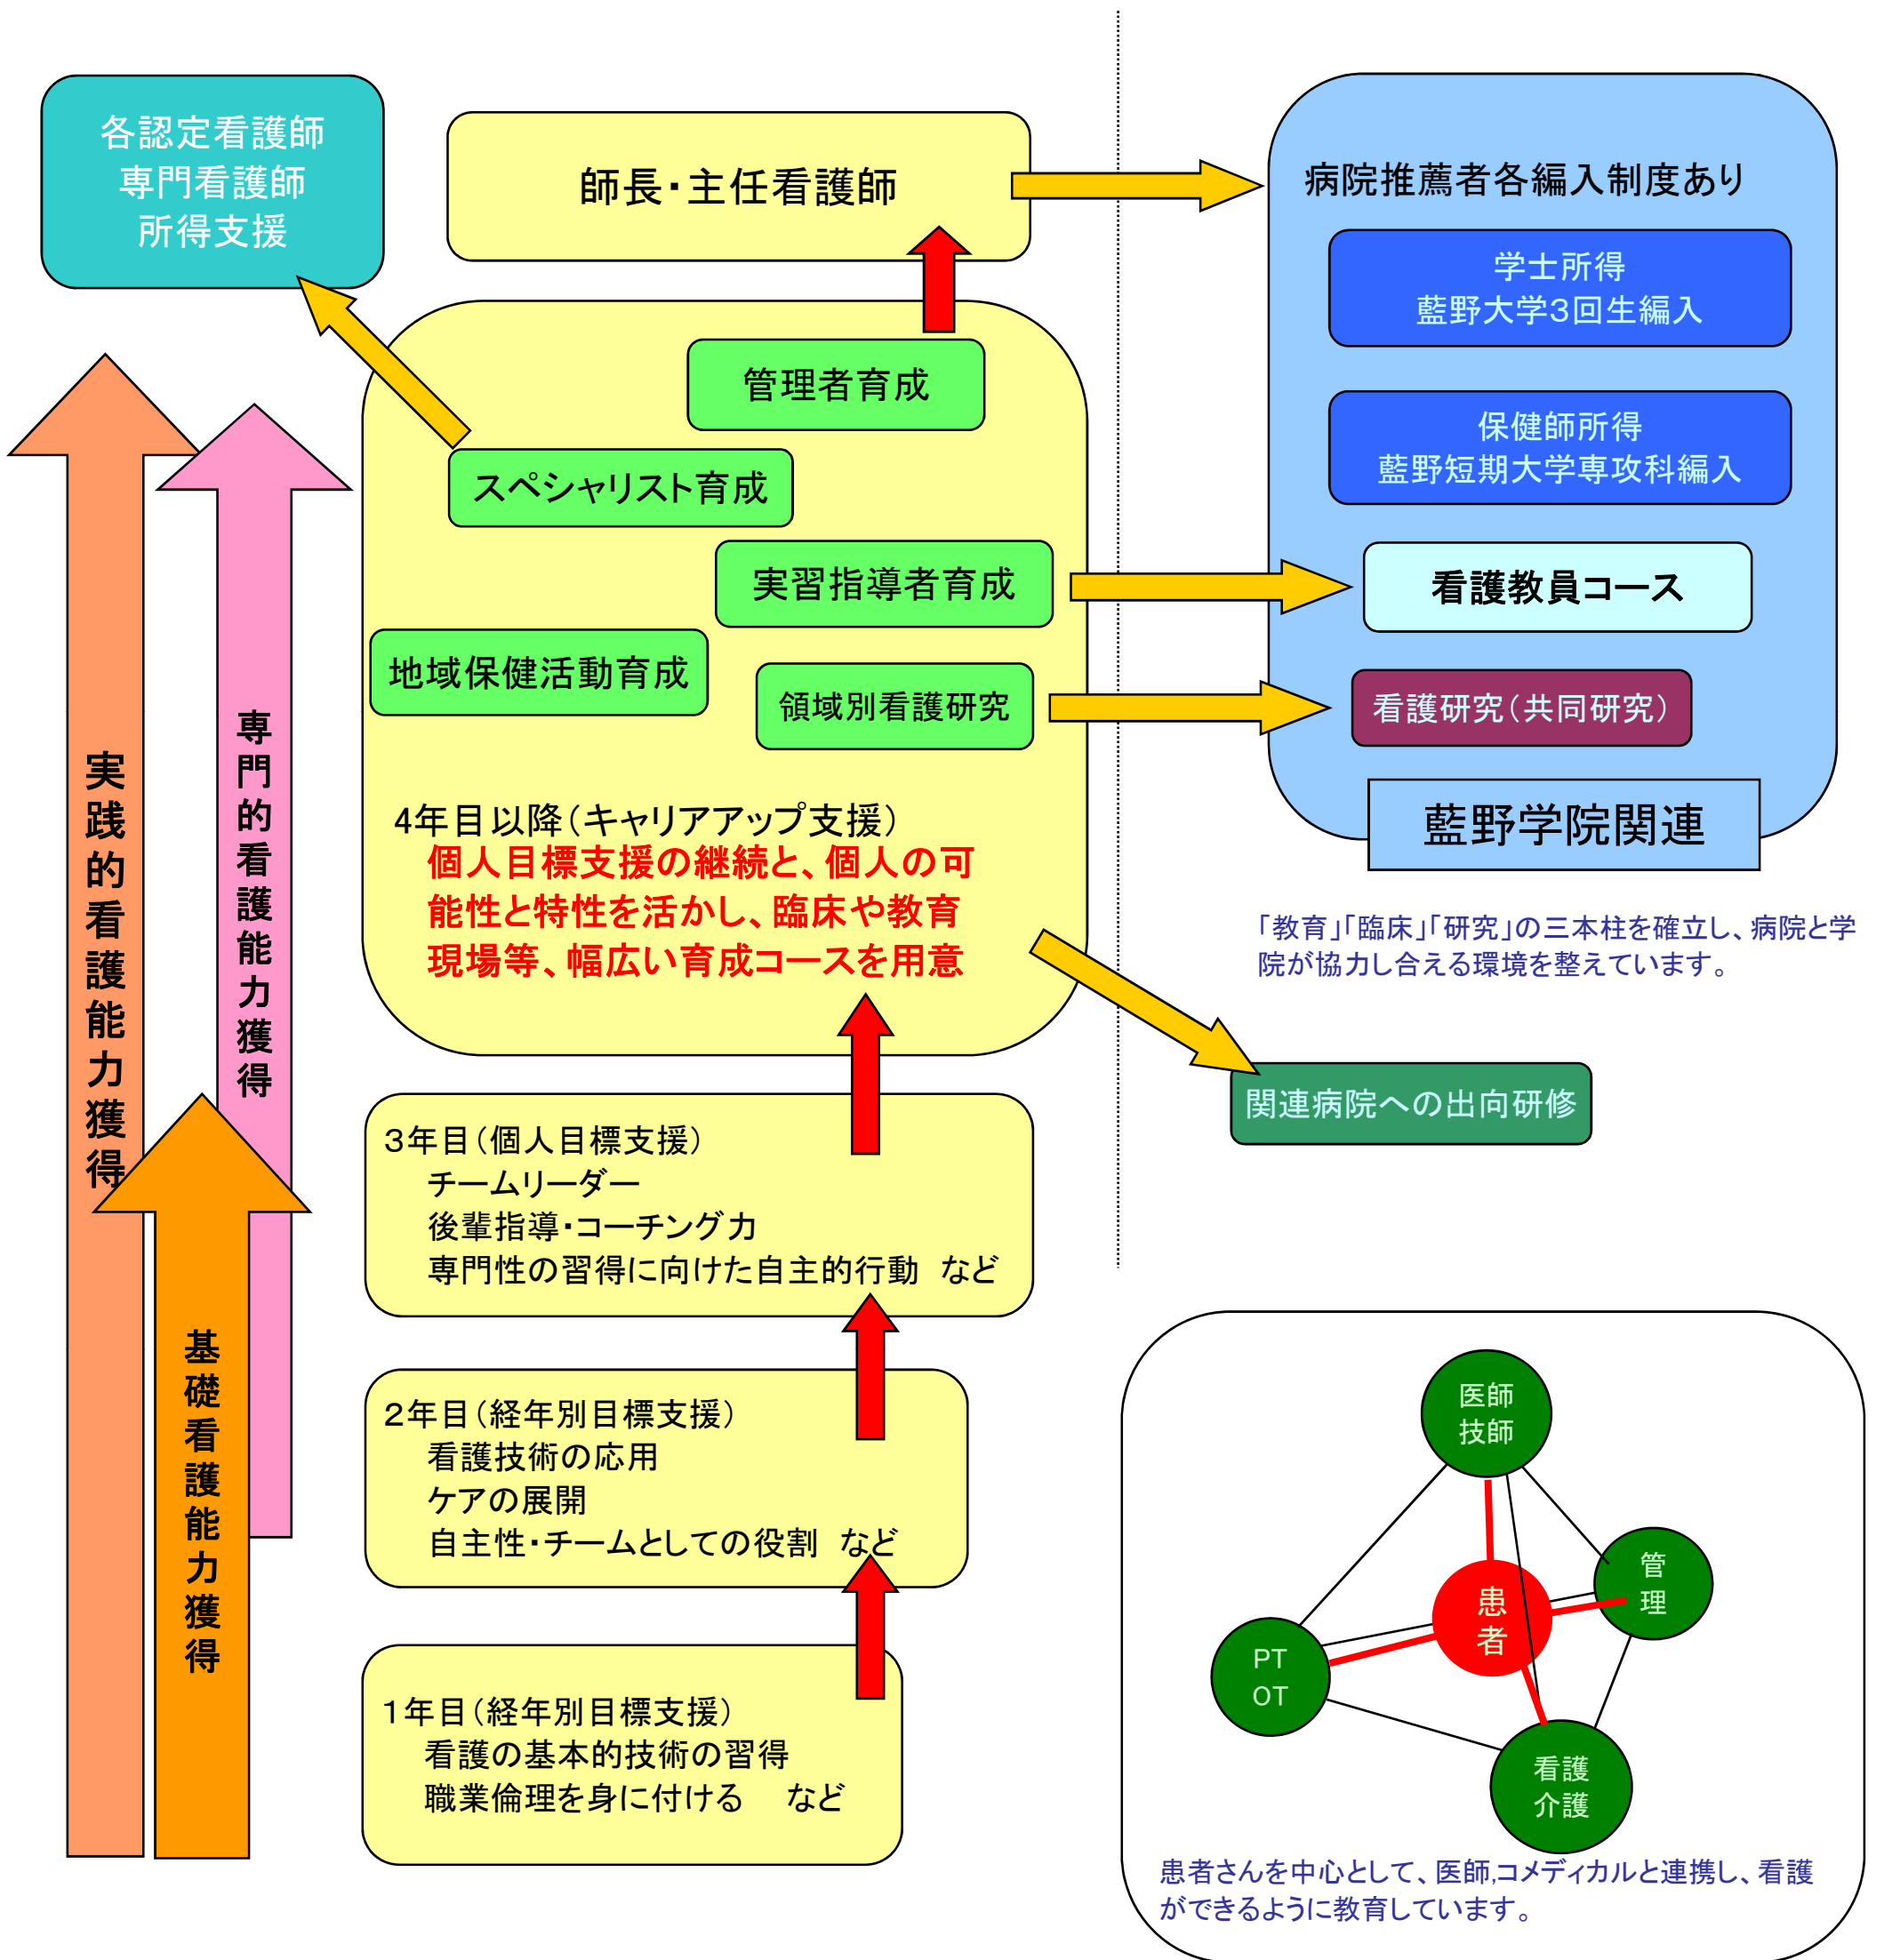 各認定看護師
専門看護師
所得支援
師長・主任看護師
病院推薦者各編入制度あり
学士所得
藍野大学3回生編入
保健師所得
藍野短期大学専攻科編入
看護教員コース
看護研究（共同研究）
藍野学院関連
管理者育成
スペシャリスト育成
実習指導者育成
地域保健活動育成
領域別看護研究
4年目以降（キャリアアップ支援）
個人目標支援の継続と、個人の可
能性と特性を活かし、臨床や教育
現場等、幅広い育成コースを用意
「教育」「臨床」「研究」の三本柱を確立し、病院と学
院が協力し合える環境を整えています。
関連病院への出向研修
実践的看護能力獲得
専門的看護能力獲得
基礎看護能力獲得
3年目（個人目標支援）
チームリーダー
後輩指導・コーチング力
専門性の習得に向けた自主的行動 など
2年目（経年別目標支援）
看護技術の応用
ケアの展開
自主性・チームとしての役割 など
1年目（経年別目標支援）
看護の基本的技術の習得
職業倫理を身に付ける など
医師
技師
管
理
患
者
PT
OT
看護
介護
患者さんを中心として、医師,コメディカルと連携し、看護
ができるように教育しています。